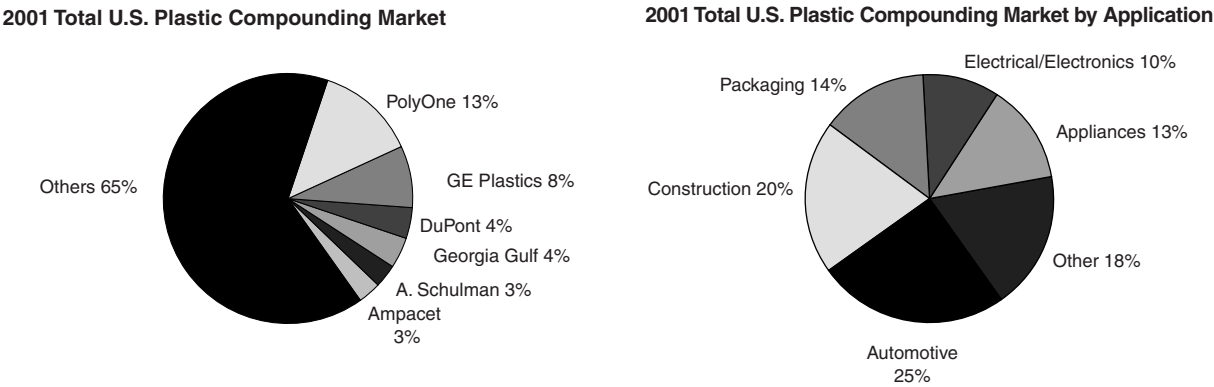 2001 Total U.S. Plastic Compounding Market
PolyOne 13%
GE Plastics 8%
DuPont 4%
Georgia Gulf 4%
A. Schulman 3%
Ampacet
3%
Others 65%
2001 Total U.S. Plastic Compounding Market by Application
Electrical/Electronics 10%
Packaging 14%
Appliances 13%
Construction 20%
Other 18%
Automotive
25%